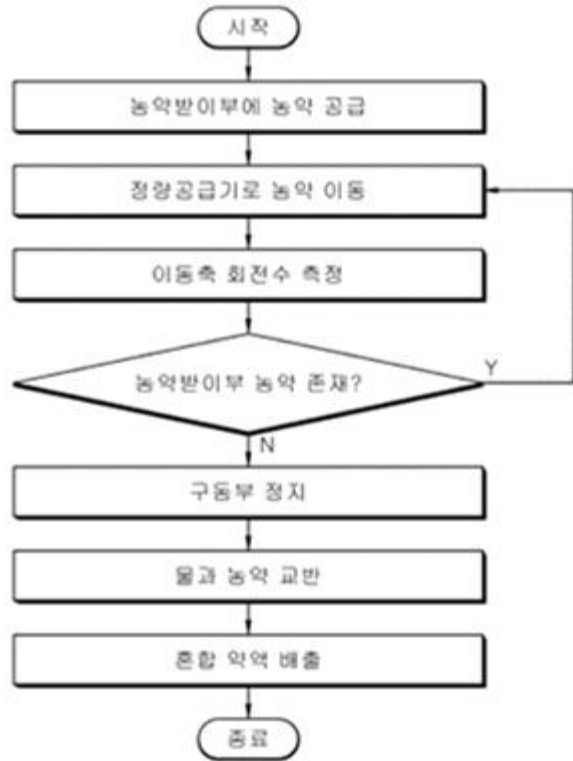 시작
농약받이부에 농약 공급
정량공급기로 농약 이동
이동축 회전수 측정
농약받이부 농약 존재?
Y
N
구동부 정지
물과 농약 교반
혼합 약액 배출
종료